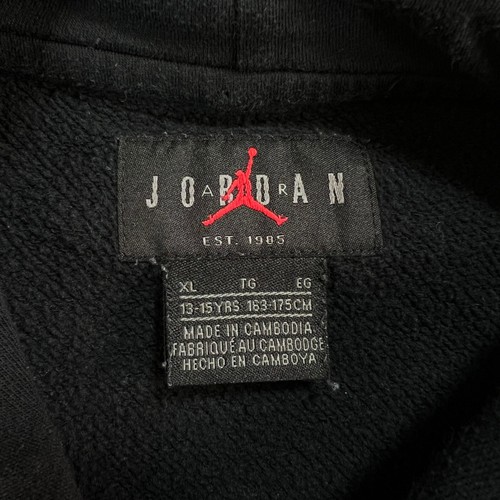 JORDAN
AIR
EST. 1985
XL TG EG
13-15YRS 163-175CM
MADE IN CAMBODIA
FABRIQUÉ AU CAMBODGE
HECHO EN CAMBOYA